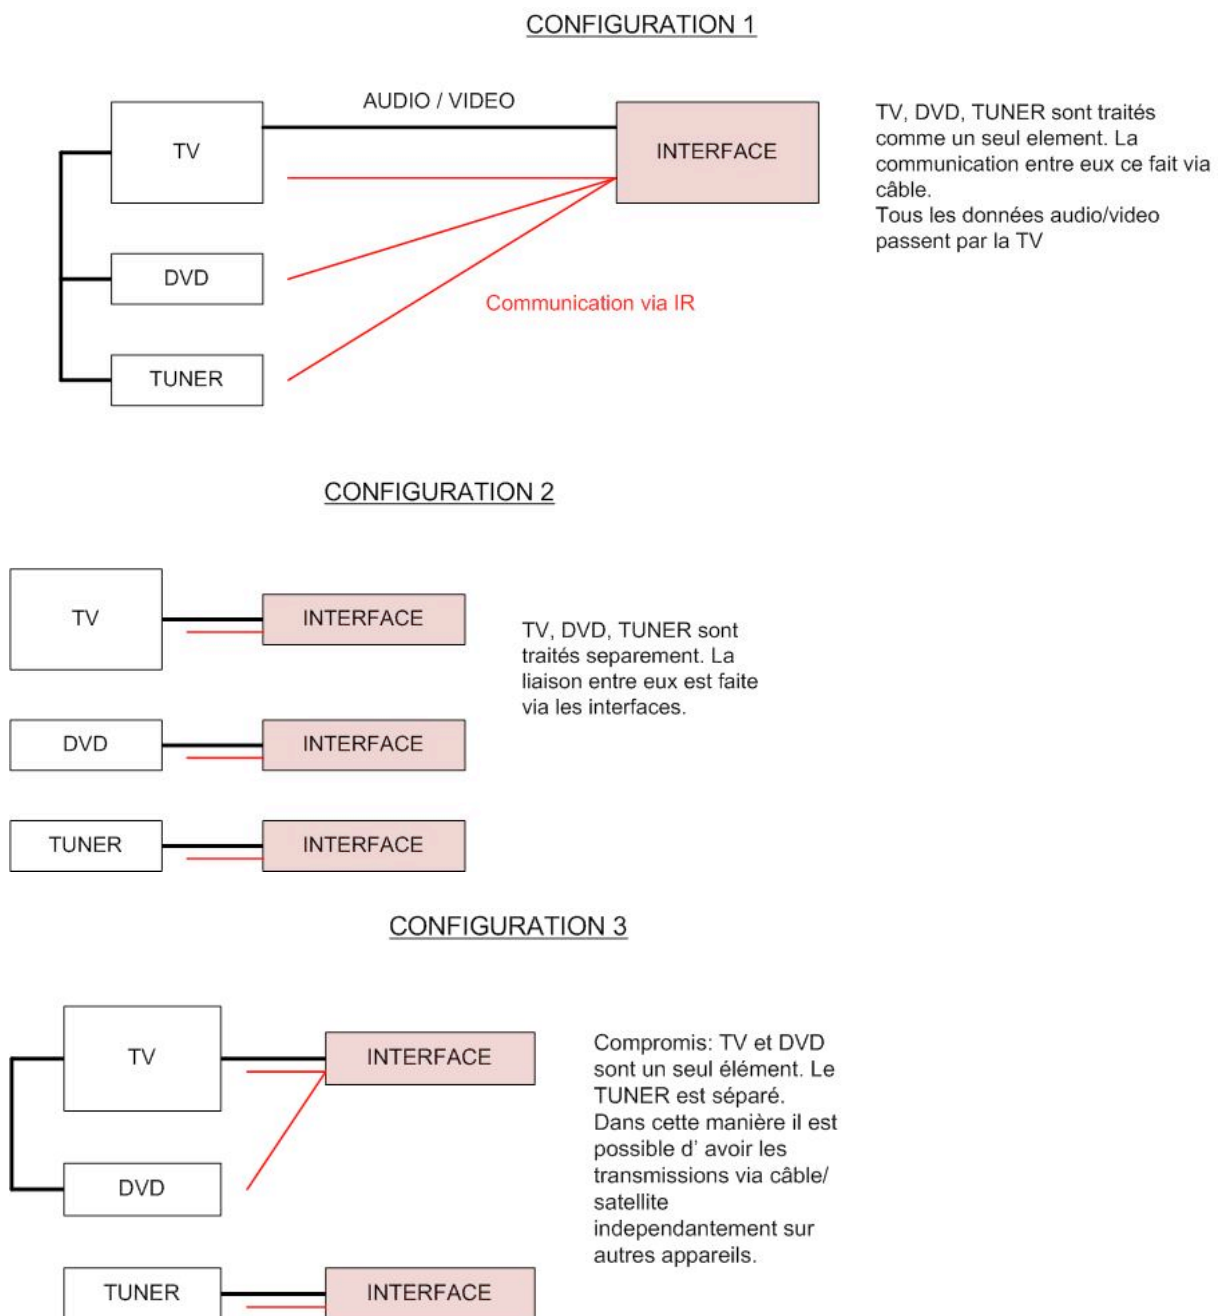 CONFIGURATION 1
AUDIO / VIDEO
TV
INTERFACE
TV, DVD, TUNER sont traités
comme un seul element. La
communication entre eux ce fait via
câble.
Tous les données audio/video
passent par la TV
DVD
Communication via IR
TUNER
CONFIGURATION 2
TV
INTERFACE
TV, DVD, TUNER sont
traités separement. La
liaison entre eux est faite
via les interfaces.
DVD
INTERFACE
TUNER
INTERFACE
CONFIGURATION 3
TV
INTERFACE
Compromis: TV et DVD
sont un seul élément. Le
TUNER est séparé.
Dans cette manière il est
possible d' avoir les
transmissions via câble/
satellite
independantement sur
autres appareils.
DVD
TUNER
INTERFACE